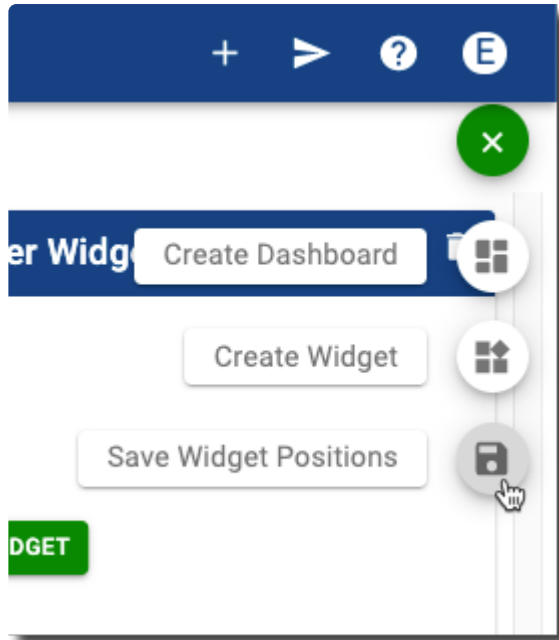 E
er Widg
Create Dashboard
Create Widget
Save Widget Positions
DGET